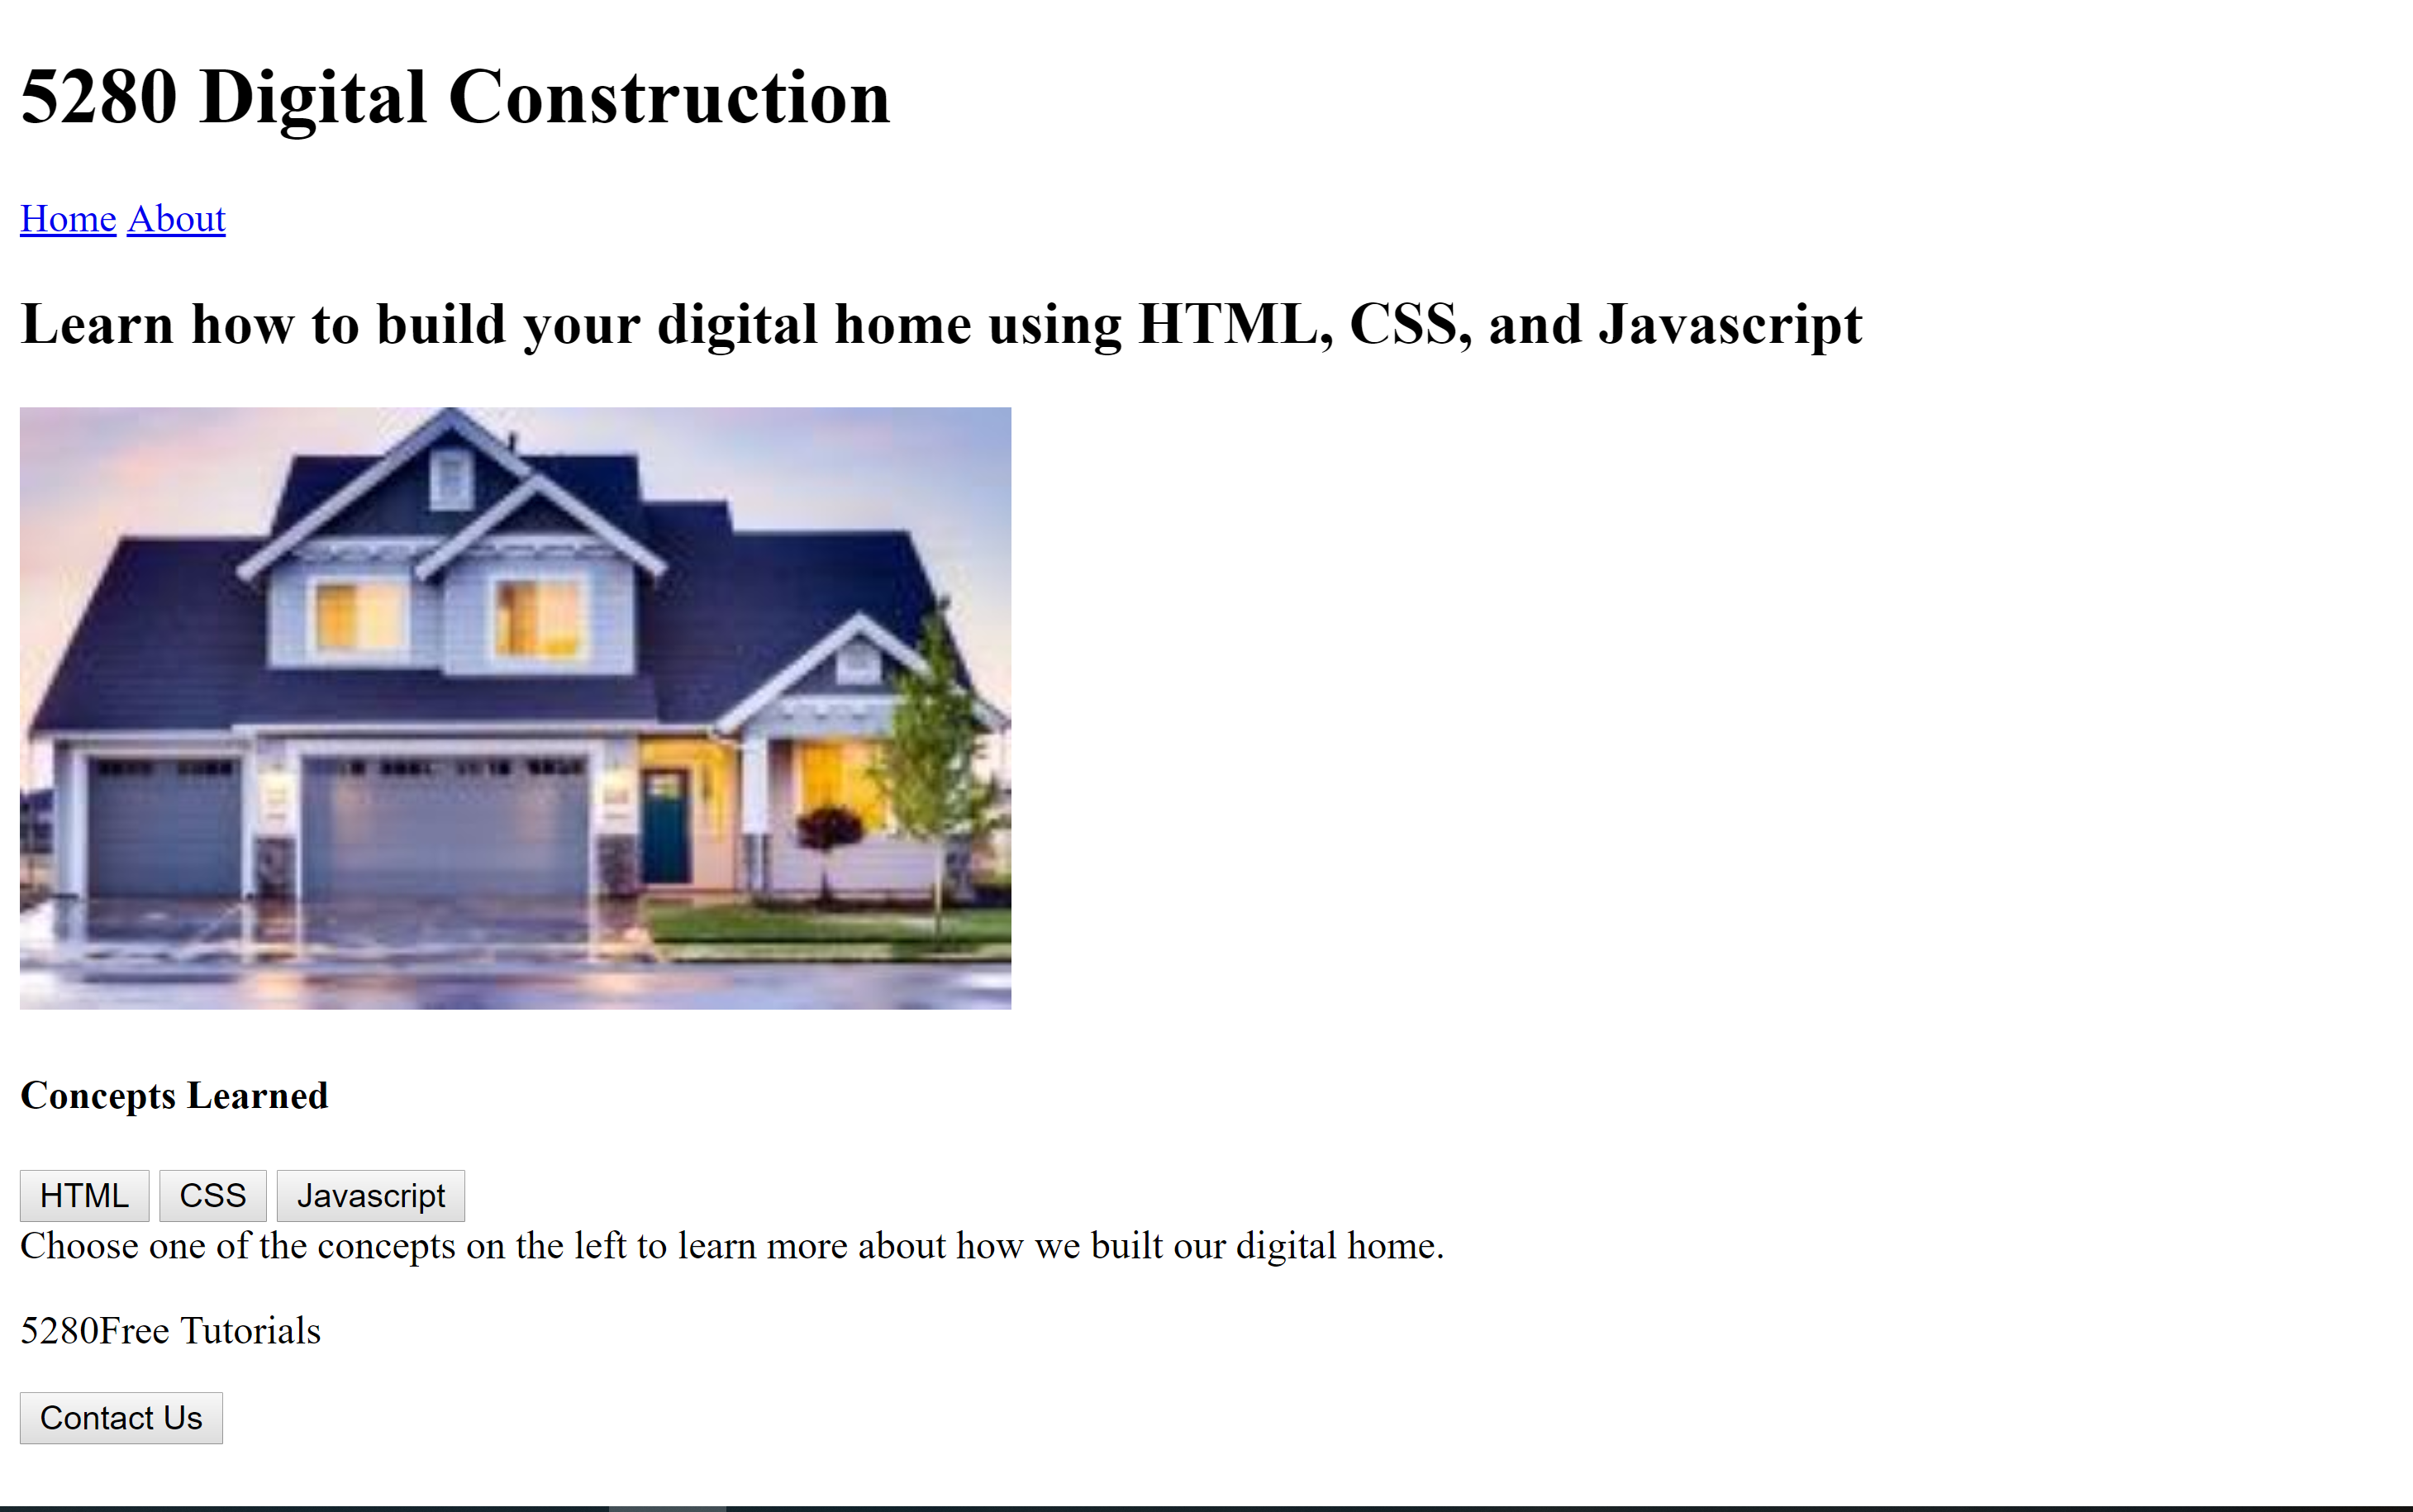 5280 Digital Construction
Home About
Learn how to build your digital home using HTML, CSS, and Javascript
Concepts Learned
HTML CSS Javascript
Choose one of the concepts on the left to learn more about how we built our digital home.
5280Free Tutorials
Contact Us